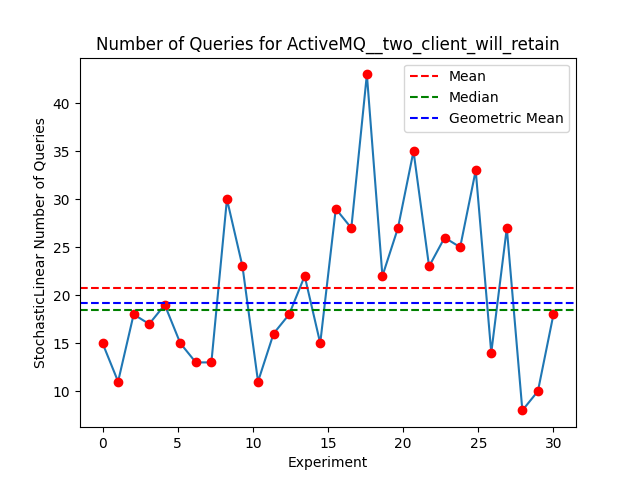 Number of Queries for ActiveMQ__two_client_will_retain
StochasticLinear Number of Queries
40
35
30
25
20
15
10
Mean
Median
Geometric Mean
0 5 10 15 20 25 30
Experiment